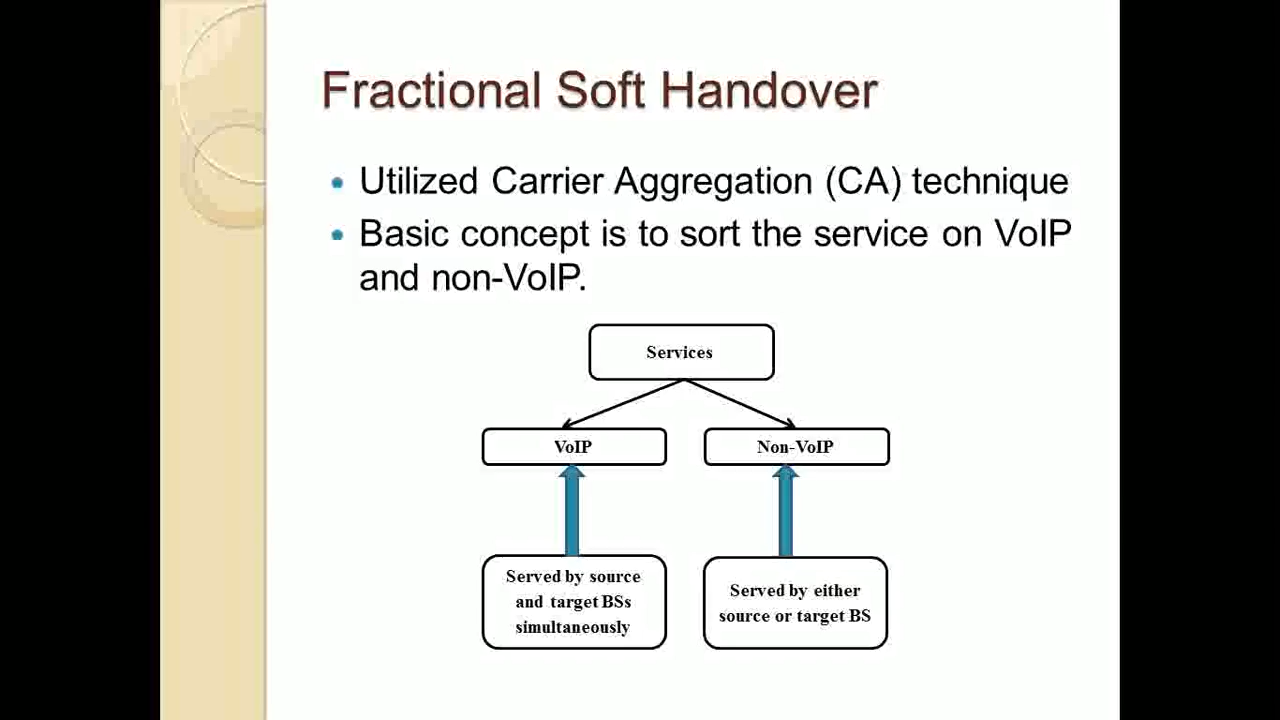 Fractional Soft Handover
• Utilized Carrier Aggregation (CA) technique
• Basic concept is to sort the service on VoIP
and non-VoIP.
Services
VoIP
Non-VoIP
Served by source
and target BSs
simultaneously
Served by either
source or target BS